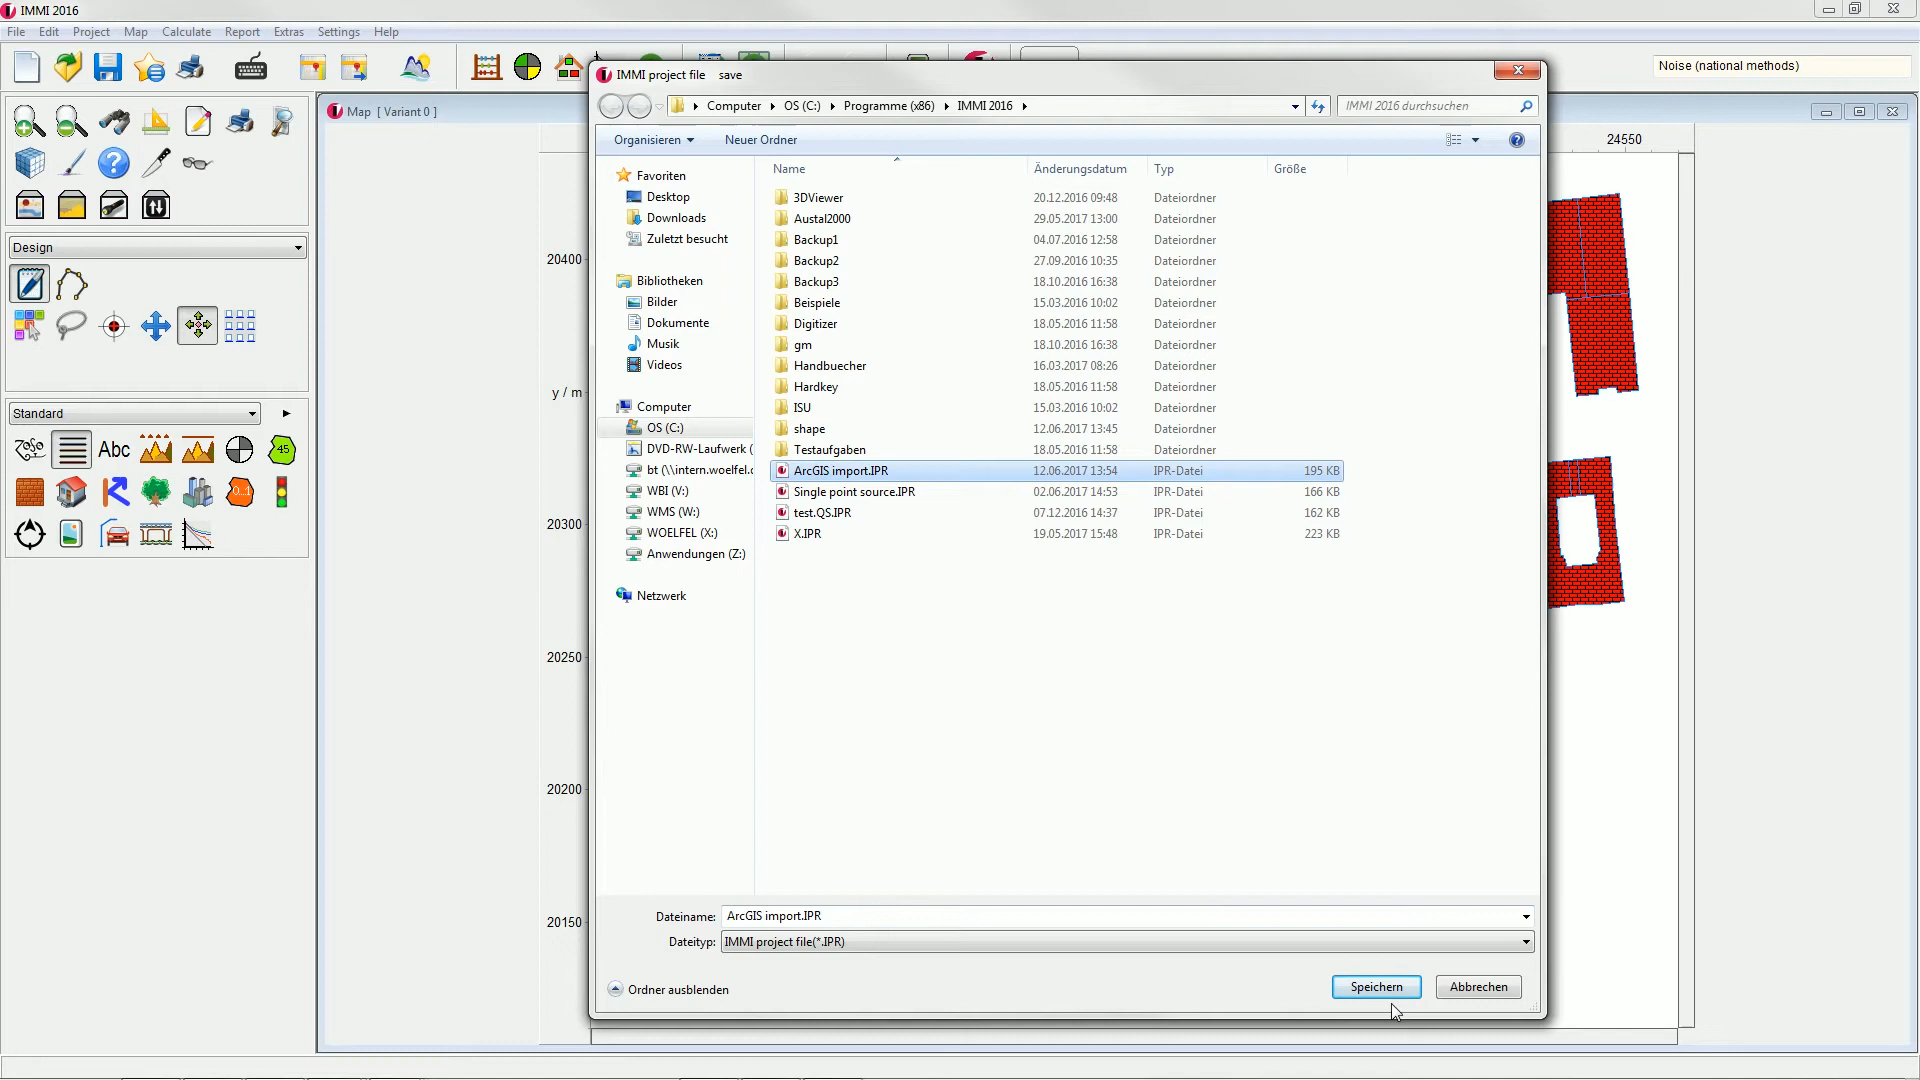 IMMI 2016
File Edit Project Map Calculate Report Extras Settings Help
Noise (national methods)
Map [ Variant 0 ]
Design
Standard
Abc
45
0..1
24550
20400
y / m
20300
20250
20200
20150
IMMI project file save
Computer OS (C:) Programme (x86) IMMI 2016
IMMI 2016 durchsuchen
Organisieren Neuer Ordner
Favoriten
Desktop
Downloads
Zuletzt besucht
Bibliotheken
Bilder
Dokumente
Musik
Videos
Computer
OS (C:)
DVD-RW-Laufwerk (
bt (\\intern.woelfel.c
WBI (V:)
WMS (W:)
WOELFEL (X:)
Anwendungen (Z:)
Netzwerk
Name Änderungsdatum Typ Größe
3DViewer 20.12.2016 09:48 Dateiordner
Austal2000 29.05.2017 13:00 Dateiordner
Backup1 04.07.2016 12:58 Dateiordner
Backup2 27.09.2016 10:35 Dateiordner
Backup3 18.10.2016 16:38 Dateiordner
Beispiele 15.03.2016 10:02 Dateiordner
Digitizer 18.05.2016 11:58 Dateiordner
gm 18.10.2016 16:38 Dateiordner
Handbuecher 16.03.2017 08:26 Dateiordner
Hardkey 18.05.2016 11:58 Dateiordner
ISU 15.03.2016 10:02 Dateiordner
shape 12.06.2017 13:45 Dateiordner
Testaufgaben 18.05.2016 11:58 Dateiordner
ArcGIS import.IPR 12.06.2017 13:54 IPR-Datei 195 KB
Single point source.IPR 02.06.2017 14:53 IPR-Datei 166 KB
test.QS.IPR 07.12.2016 14:37 IPR-Datei 162 KB
X.IPR 19.05.2017 15:48 IPR-Datei 223 KB
Dateiname: ArcGIS import.IPR
Dateityp: IMMI project file(*.IPR)
Ordner ausblenden
Speichern Abbrechen